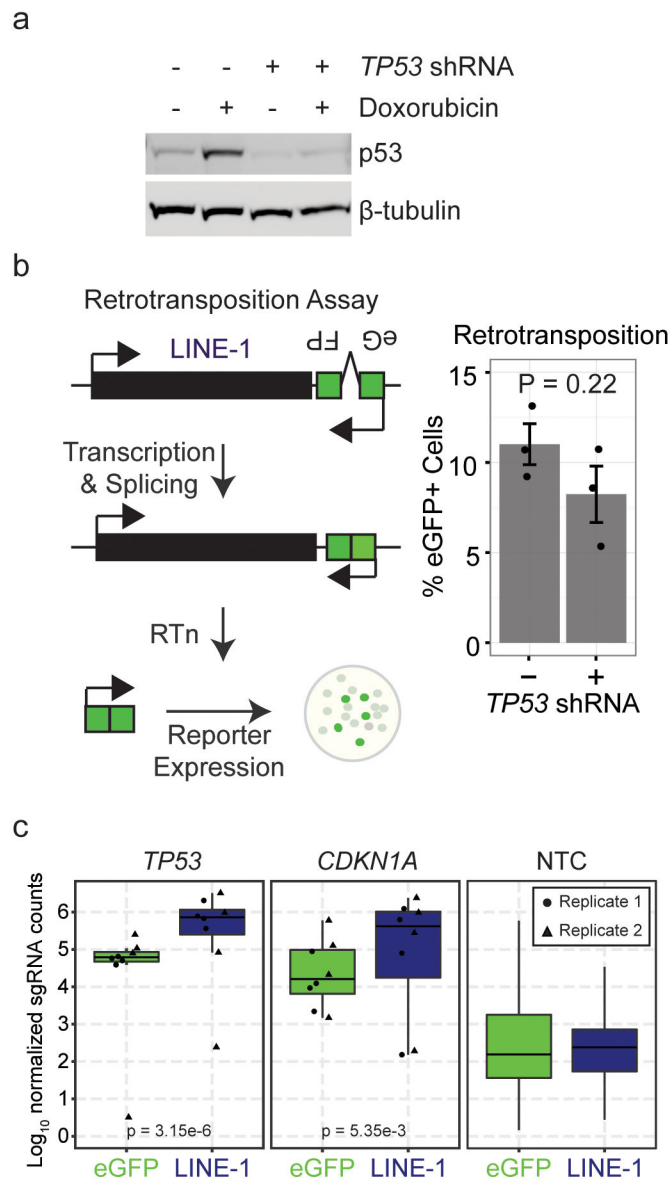 a
- - + + TP53 shRNA
- + - + Doxorubicin
p53
β-tubulin
b
Retrotransposition Assay
LINE-1
eG
FP
Transcription
& Splicing
RTn
Reporter
Expression
Retrotransposition
P = 0.22
% eGFP+ Cells
15
10
5
0
− +
TP53 shRNA
c
TP53
CDKN1A
NTC
Log10 normalized sgRNA counts
6
5
4
3
2
1
0
Replicate 1
Replicate 2
p = 3.15e-6
p = 5.35e-3
eGFP LINE-1
eGFP LINE-1
eGFP LINE-1